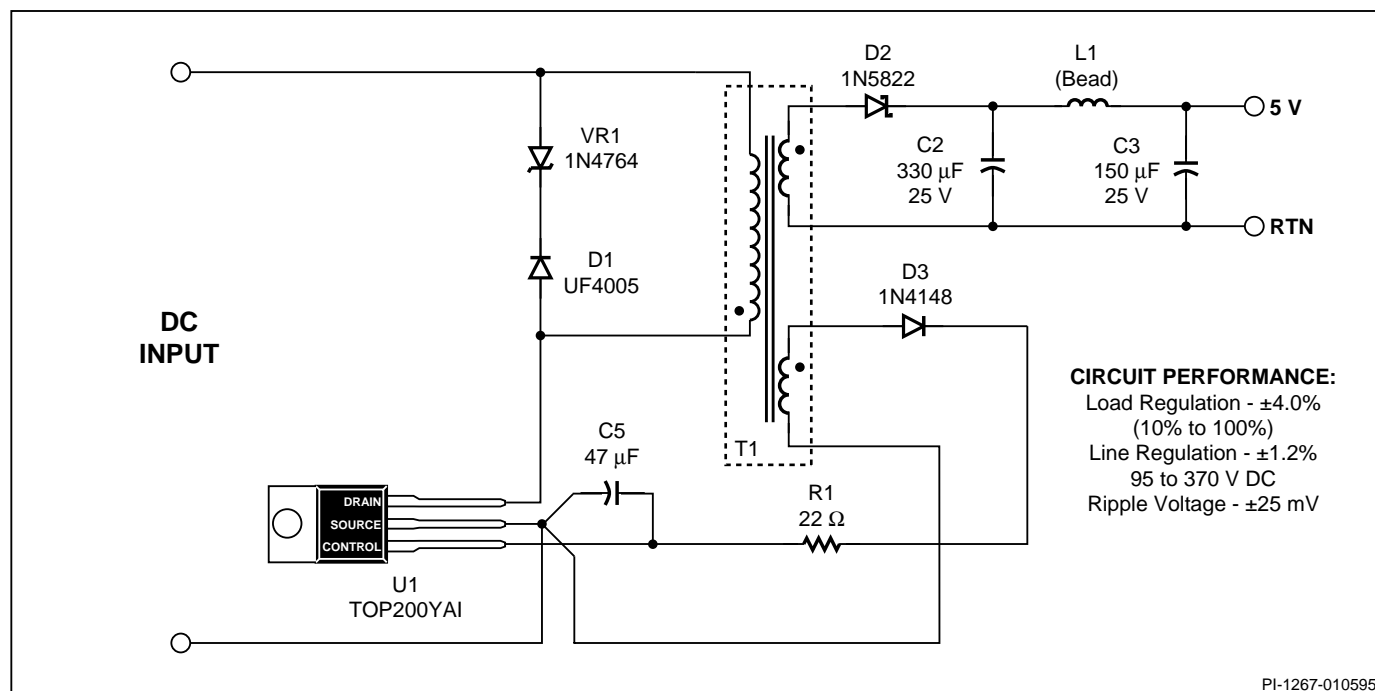 D2
1N5822
L1
(Bead)
5 V
VR1
1N4764
C2
330 µF
25 V
C3
150 µF
25 V
RTN
D1
UF4005
D3
1N4148
DC
INPUT
CIRCUIT PERFORMANCE:
Load Regulation - ±4.0%
(10% to 100%)
Line Regulation - ±1.2%
95 to 370 V DC
Ripple Voltage - ±25 mV
T1
C5
47 µF
R1
22 Ω
DRAIN
SOURCE
CONTROL
U1
TOP200YAI
PI-1267-010595